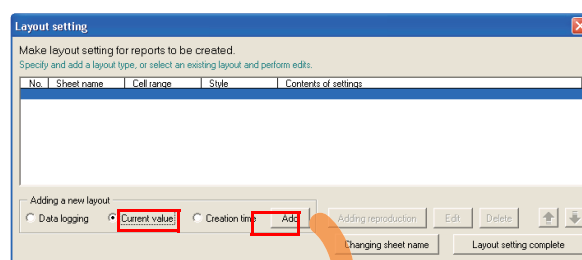 Layout setting
Make layout setting for reports to be created.
Specify and add a layout type, or select an existing layout and perform edits.
No. Sheet name Cell range Style Contents of settings
Adding a new layout
Data logging Current value Creation time Add Adding reproduction Edit Delete
Changing sheet name Layout setting complete